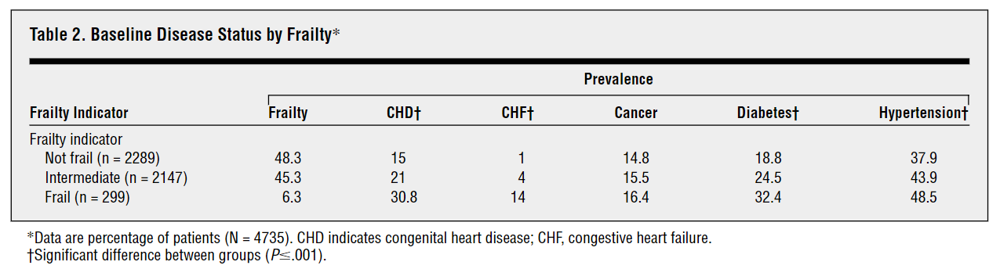 Table 2. Baseline Disease Status by Frailty*
Prevalence
Frailty Indicator Frailty CHD† CHF† Cancer Diabetes† Hypertension†
Frailty indicator
Not frail (n = 2289) 48.3 15 1 14.8 18.8 37.9
Intermediate (n = 2147) 45.3 21 4 15.5 24.5 43.9
Frail (n = 299) 6.3 30.8 14 16.4 32.4 48.5
*Data are percentage of patients (N = 4735). CHD indicates congenital heart disease; CHF, congestive heart failure.
†Significant difference between groups (P≤.001).